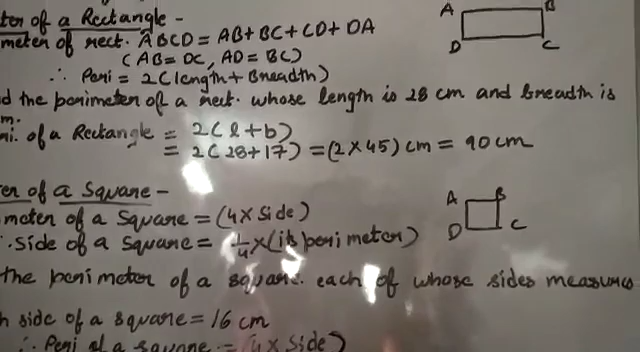 ter of a Rectangle -
meter of rect. ABCD = AB + BC + CD + DA
(AB = DC, AD = BC)
∴ Peri = 2(length + Breadth)
d the perimeter of a rect. whose length is 28 cm and breadth is
m.
ni. of a Rectangle = 2(l + b)
= 2(28+17) = (2×45) cm = 90 cm
A B
D C
er of a Square -
meter of a Square = (4 × Side)
∴ side of a square = 1/4 × (its perimeter)
A B
D C
the perimeter of a square. each of whose sides measures
h side of a square = 16 cm
∴ Peri of a square = (4 × Side)